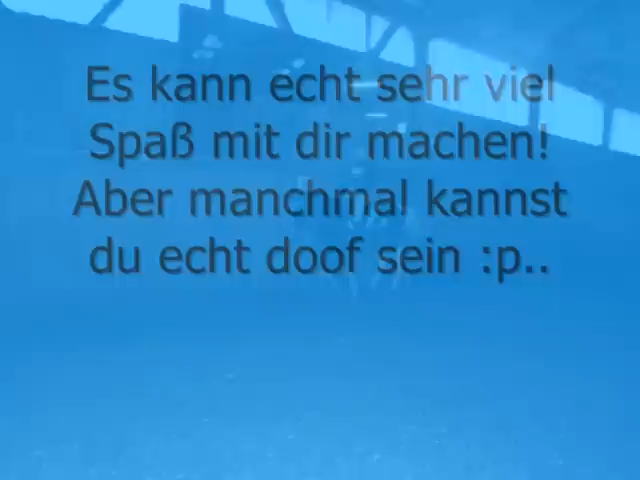 Es kann echt sehr viel
Spaß mit dir machen!
Aber manchmal kannst
du echt doof sein :p..